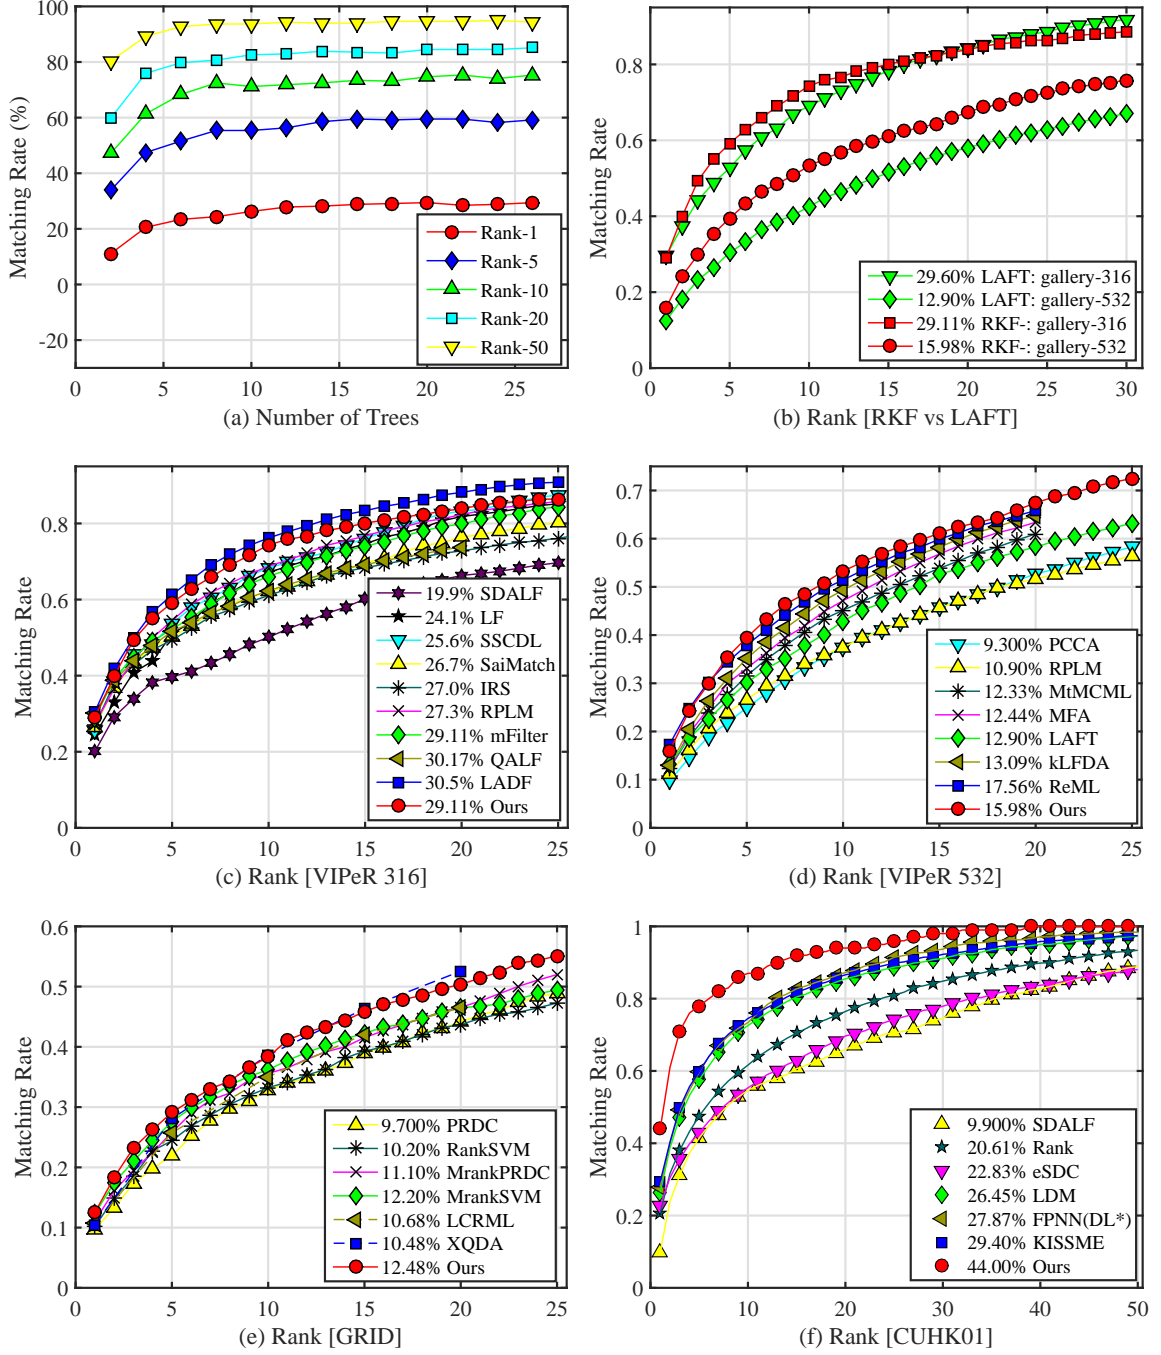 100
80
60
40
20
0
-20
Matching Rate (%)
Rank-1
Rank-5
Rank-10
Rank-20
Rank-50
0 5 10 15 20 25
(a) Number of Trees
0.8
0.6
0.4
0.2
0
Matching Rate
29.60% LAFT: gallery-316
12.90% LAFT: gallery-532
29.11% RKF-: gallery-316
15.98% RKF-: gallery-532
0 5 10 15 20 25 30
(b) Rank [RKF vs LAFT]
0.8
0.6
0.4
0.2
0
Matching Rate
19.9% SDALF
24.1% LF
25.6% SSCDL
26.7% SaiMatch
27.0% IRS
27.3% RPLM
29.11% mFilter
30.17% QALF
30.5% LADF
29.11% Ours
0 5 10 15 20 25
(c) Rank [VIPeR 316]
0.7
0.6
0.5
0.4
0.3
0.2
0.1
0
Matching Rate
9.300% PCCA
10.90% RPLM
12.33% MtMCML
12.44% MFA
12.90% LAFT
13.09% kLFDA
17.56% ReML
15.98% Ours
0 5 10 15 20 25
(d) Rank [VIPeR 532]
0.6
0.5
0.4
0.3
0.2
0.1
0
Matching Rate
9.700% PRDC
10.20% RankSVM
11.10% MrankPRDC
12.20% MrankSVM
10.68% LCRML
10.48% XQDA
12.48% Ours
0 5 10 15 20 25
(e) Rank [GRID]
1
0.8
0.6
0.4
0.2
0
Matching Rate
9.900% SDALF
20.61% Rank
22.83% eSDC
26.45% LDM
27.87% FPNN(DL*)
29.40% KISSME
44.00% Ours
0 10 20 30 40 50
(f) Rank [CUHK01]